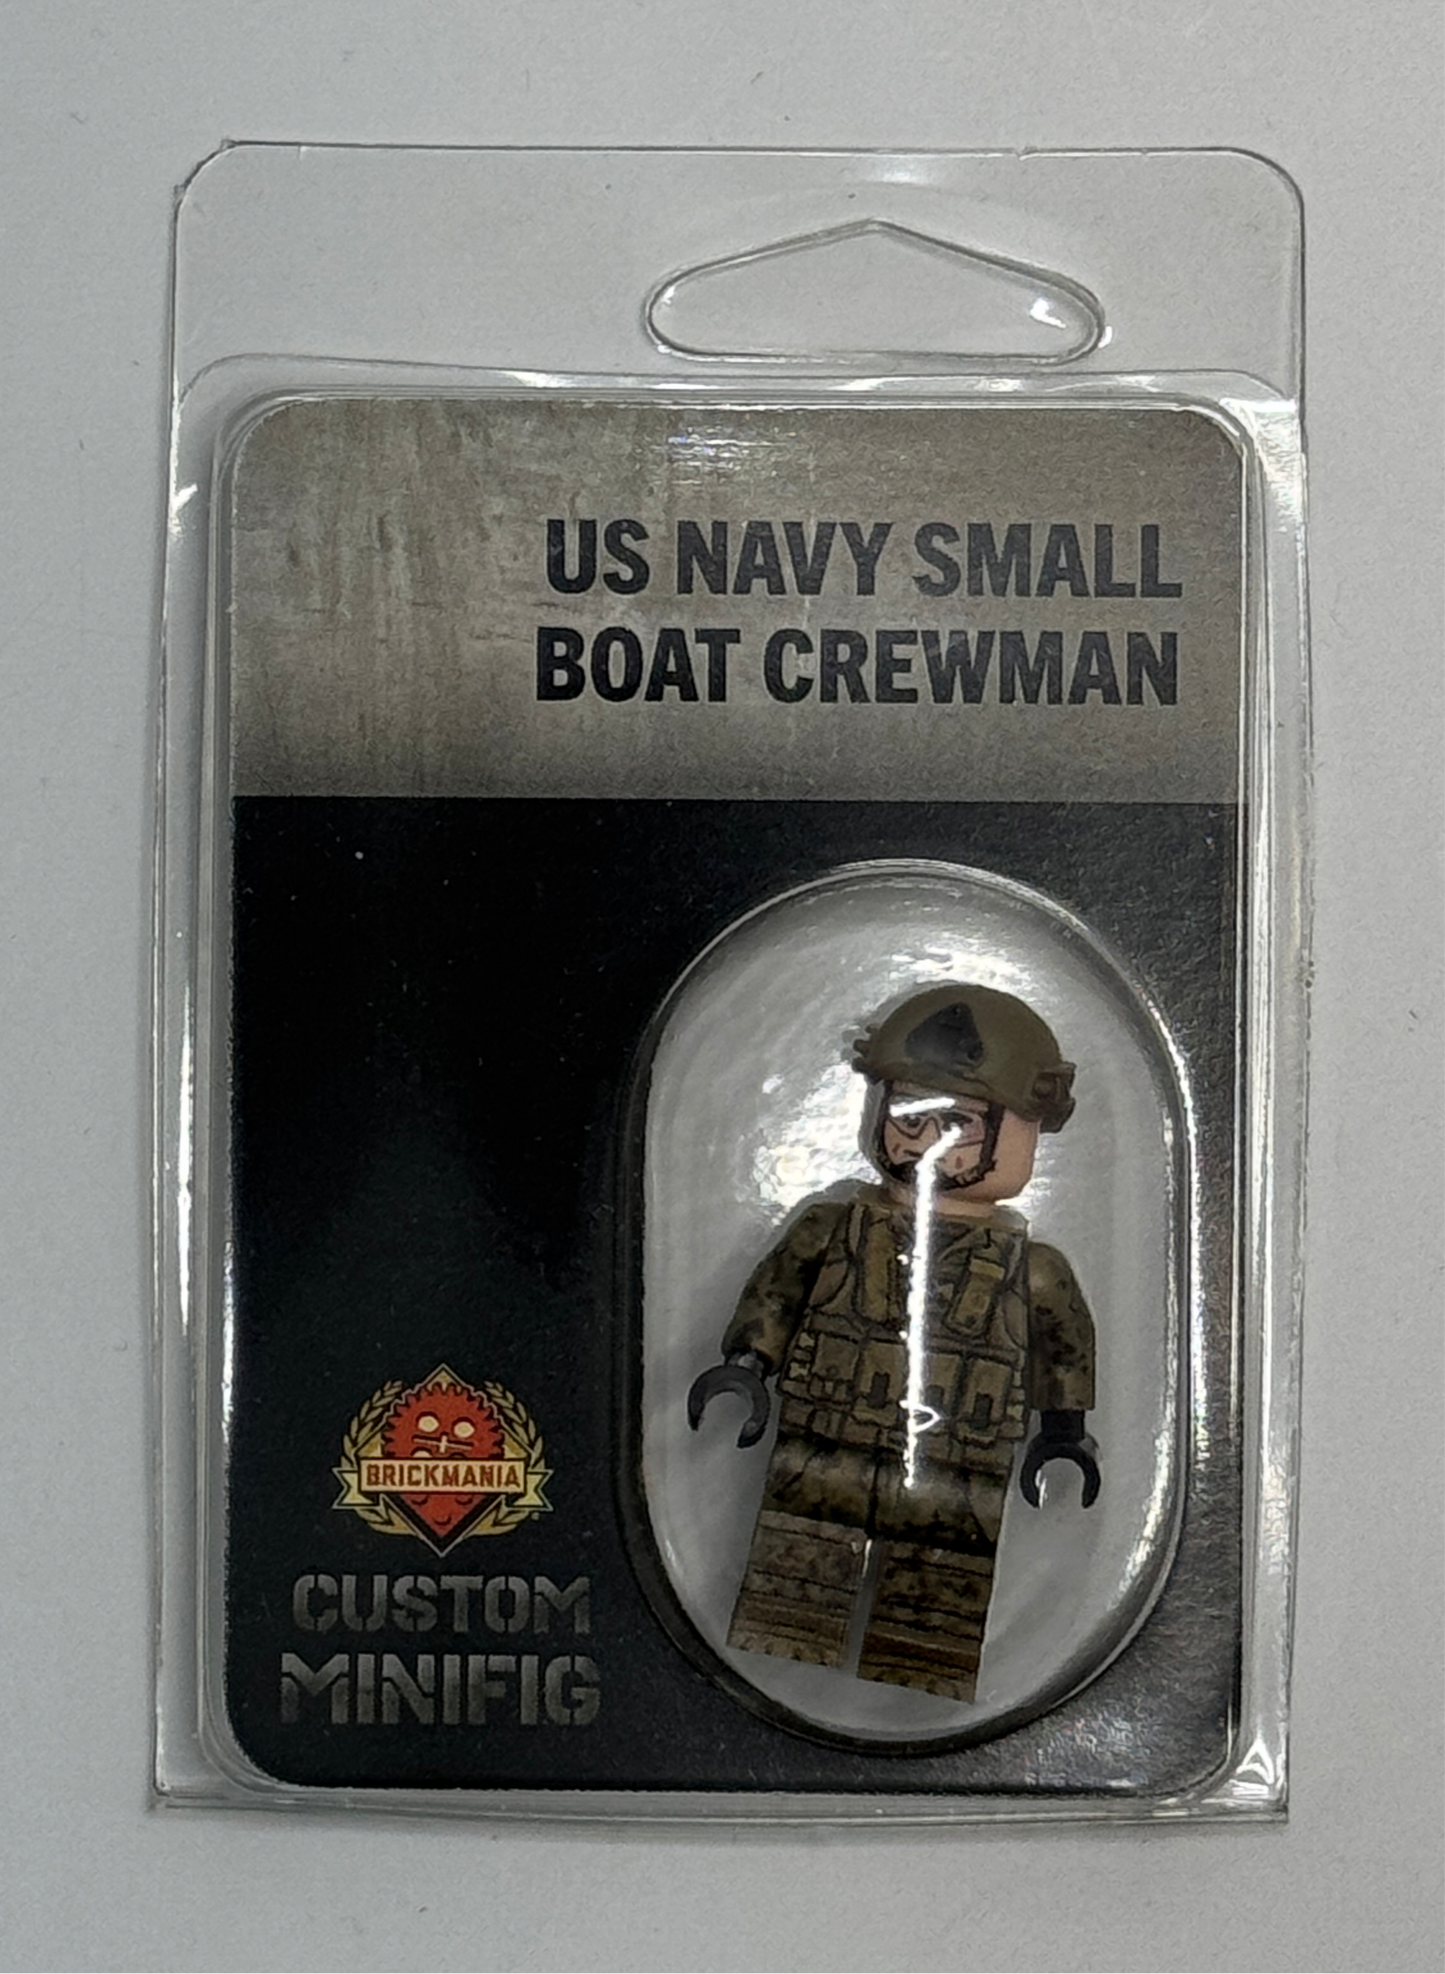 US NAVY SMALL
BOAT CREWMAN
BRICKMANIA
CUSTOM
MINIFIG